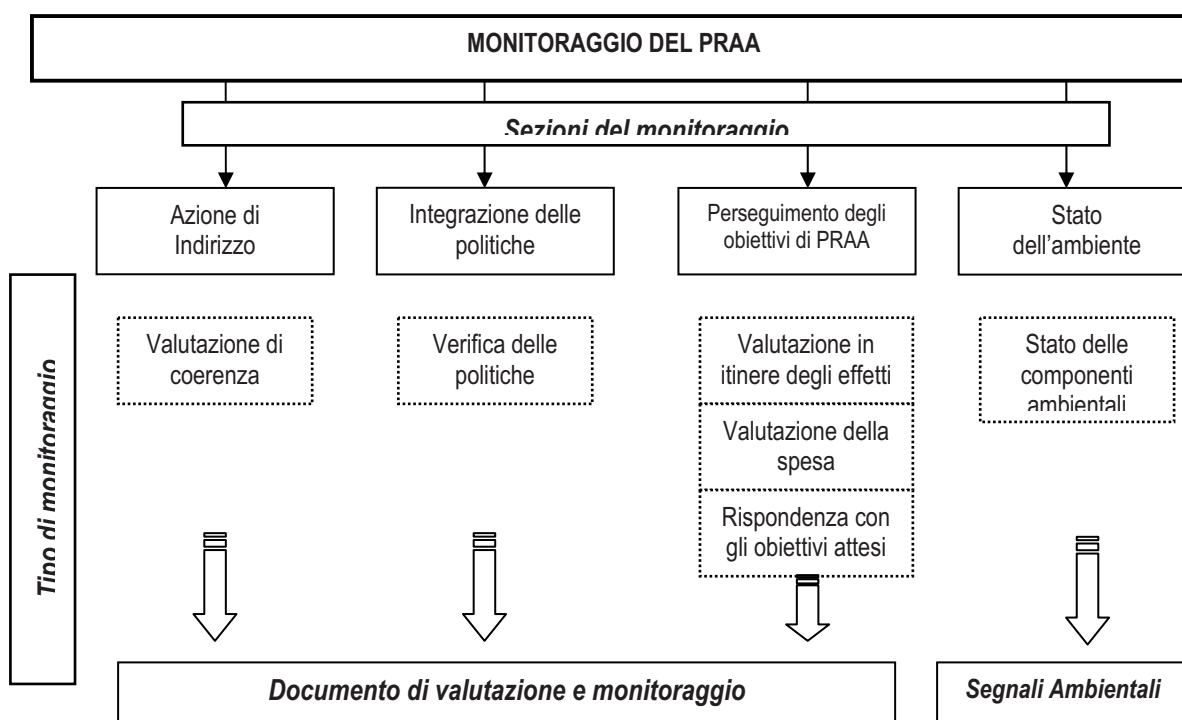 MONITORAGGIO DEL PRAA
Sezioni del monitoraggio
Azione di
Indirizzo
Integrazione delle
politiche
Perseguimento degli
obiettivi di PRAA
Stato
dell'ambiente
Tipo di monitoraggio
Valutazione di
coerenza
Verifica delle
politiche
Valutazione in
itinere degli effetti
Valutazione della
spesa
Rispondenza con
gli obiettivi attesi
Stato delle
componenti
ambientali
Documento di valutazione e monitoraggio
Segnali Ambientali